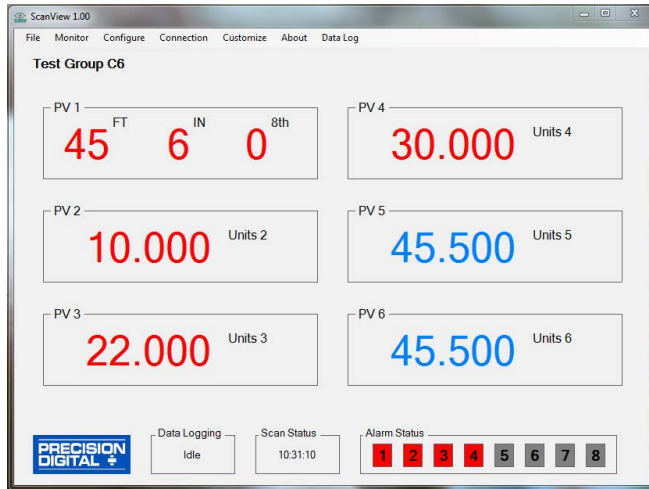 ScanView 1.00
File Monitor Configure Connection Customize About Data Log
Test Group C6
PV 1
45 FT 6 IN 0 8th
PV 2
10.000 Units 2
PV 3
22.000 Units 3
PV 4
30.000 Units 4
PV 5
45.500 Units 5
PV 6
45.500 Units 6
PRECISION
DIGITAL
Data Logging
Idle
Scan Status
10:31:10
Alarm Status
1 2 3 4 5 6 7 8